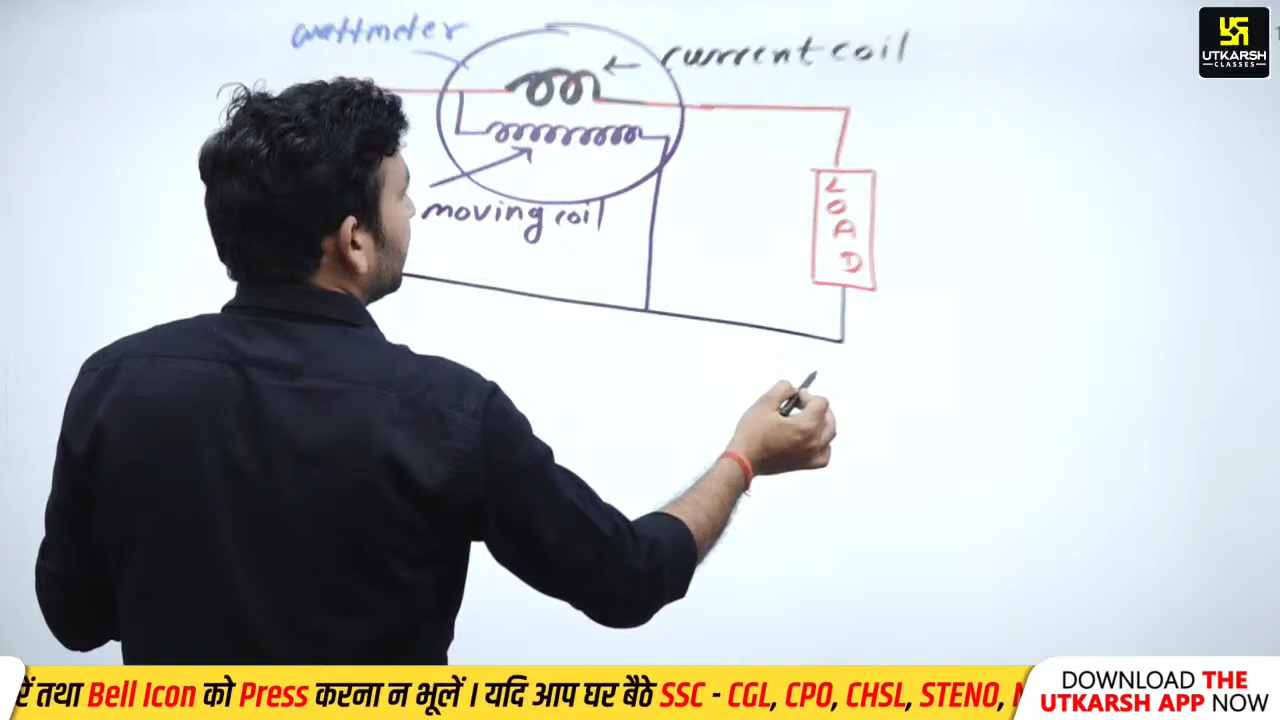 wattmeter
current coil
moving coil
LOAD
UTKARSH
CLASSES
1
रें तथा Bell Icon को Press करना न भूलें । यदि आप घर बैठे SSC - CGL, CPO, CHSL, STENO,
DOWNLOAD THE
UTKARSH APP NOW